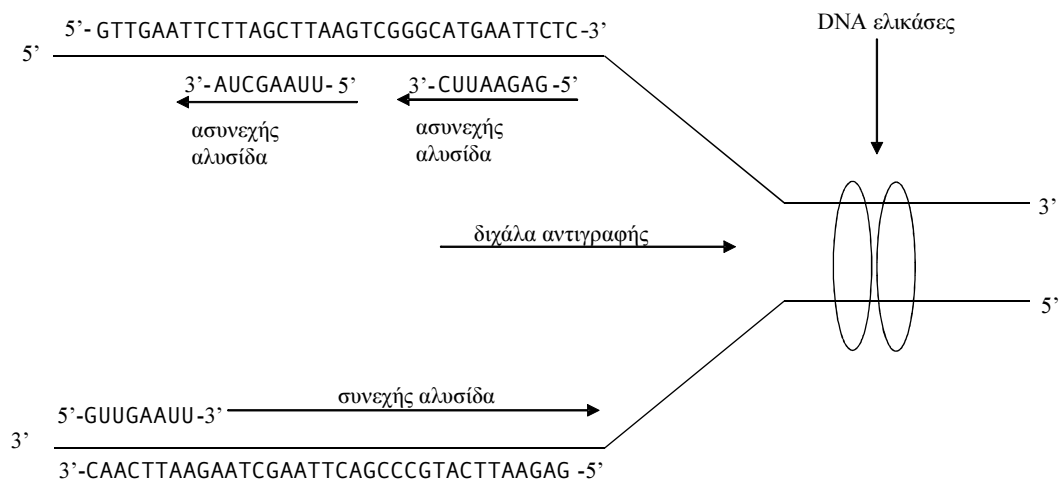 DNA ελικάσες
5’- GTTGAATTCTTAGCTTAAGTCGGGCATGAATTCTC-3’
5’
3’-AUCGAAUU- 5’
3’-CUUAAGAG -5’
ασυνεχής
αλυσίδα
ασυνεχής
αλυσίδα
3’
διχάλα αντιγραφής
5’
5’-GUUGAAUU-3’
συνεχής αλυσίδα
3’
3’-CAACTTAAGAATCGAATTCAGCCCGTACTTAAGAG -5’